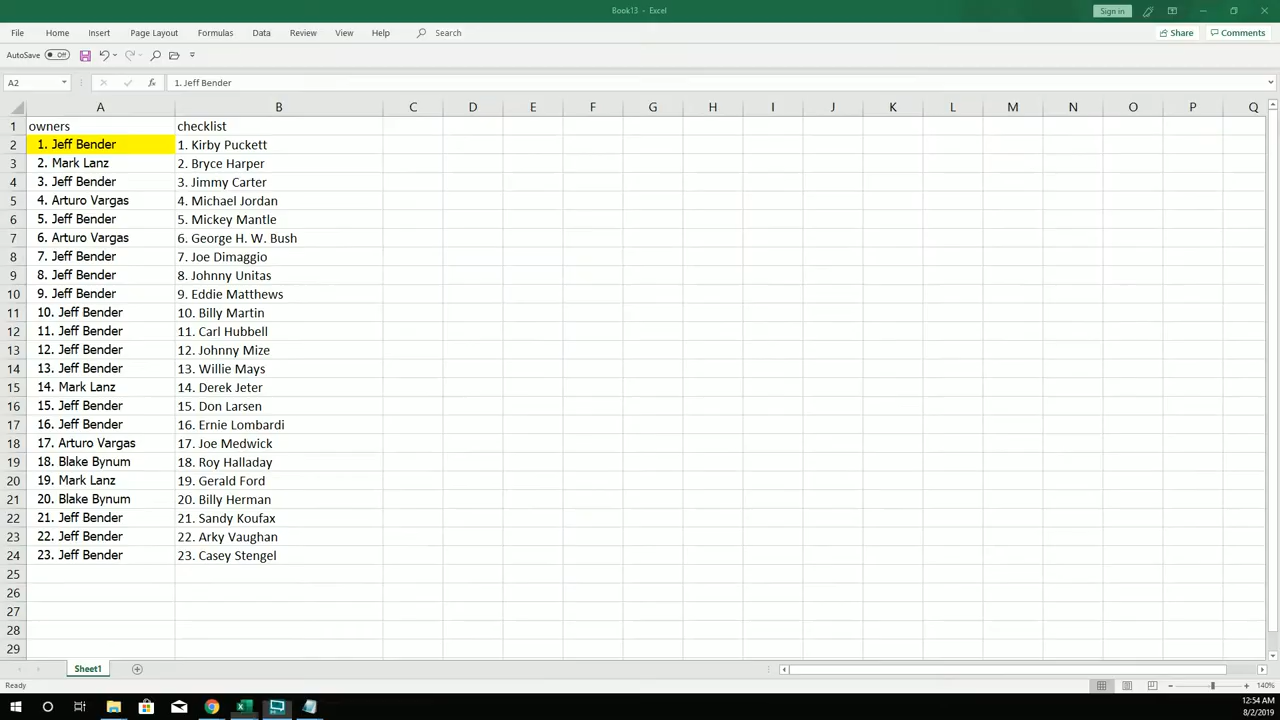 Book13 - Excel
Sign in
File Home Insert Page Layout Formulas Data Review View Help Search Share Comments
AutoSave Off
A2 fx 1. Jeff Bender
A B C D E F G H I J K L M N O P Q
1 owners checklist
2 1. Jeff Bender 1. Kirby Puckett
3 2. Mark Lanz 2. Bryce Harper
4 3. Jeff Bender 3. Jimmy Carter
5 4. Arturo Vargas 4. Michael Jordan
6 5. Jeff Bender 5. Mickey Mantle
7 6. Arturo Vargas 6. George H. W. Bush
8 7. Jeff Bender 7. Joe Dimaggio
9 8. Jeff Bender 8. Johnny Unitas
10 9. Jeff Bender 9. Eddie Matthews
11 10. Jeff Bender 10. Billy Martin
12 11. Jeff Bender 11. Carl Hubbell
13 12. Jeff Bender 12. Johnny Mize
14 13. Jeff Bender 13. Willie Mays
15 14. Mark Lanz 14. Derek Jeter
16 15. Jeff Bender 15. Don Larsen
17 16. Jeff Bender 16. Ernie Lombardi
18 17. Arturo Vargas 17. Joe Medwick
19 18. Blake Bynum 18. Roy Halladay
20 19. Mark Lanz 19. Gerald Ford
21 20. Blake Bynum 20. Billy Herman
22 21. Jeff Bender 21. Sandy Koufax
23 22. Jeff Bender 22. Arky Vaughan
24 23. Jeff Bender 23. Casey Stengel
25
26
27
28
29
Sheet1
Ready 140%
12:54 AM
8/2/2019